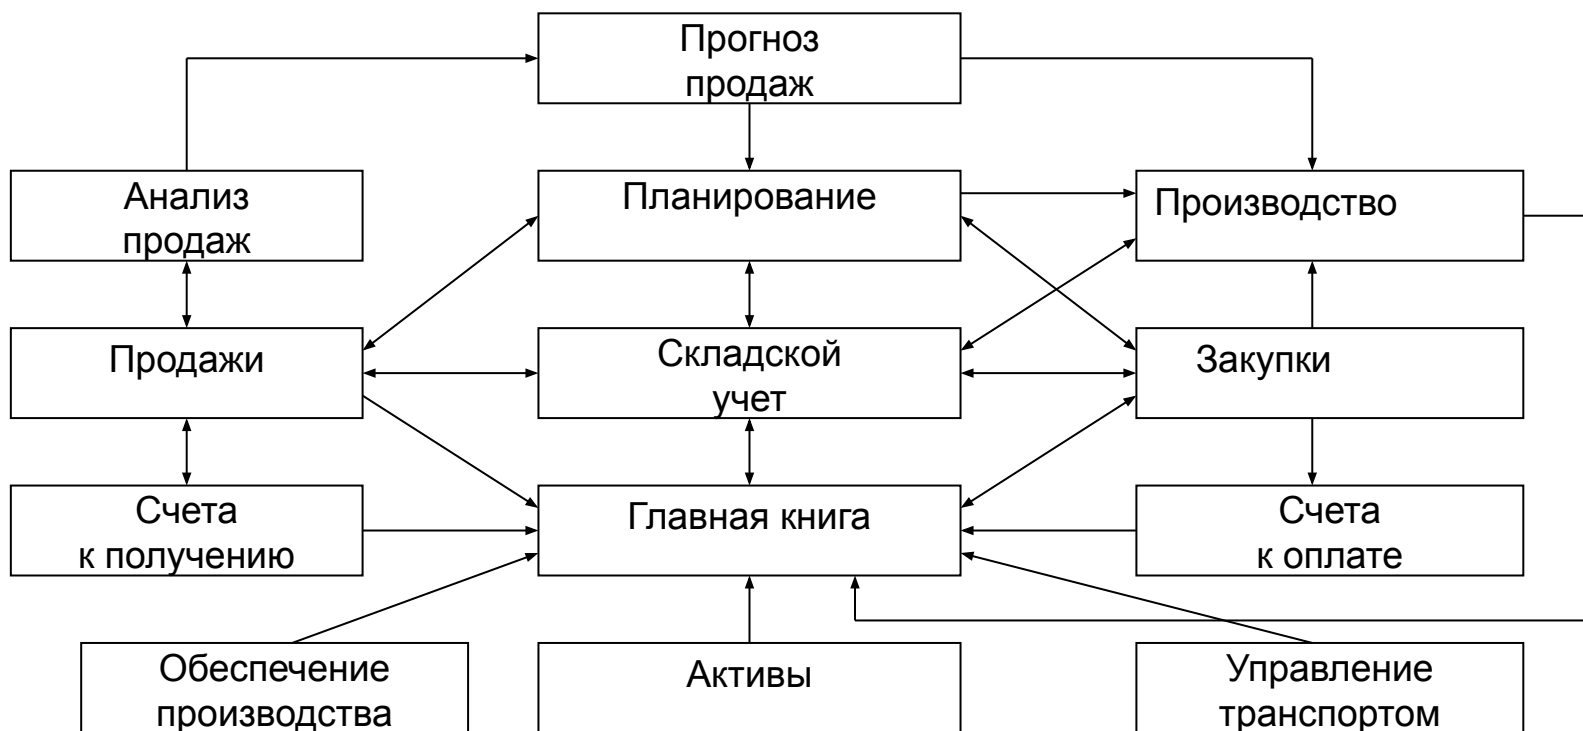 Прогноз
продаж
Анализ
продаж
Планирование
Производство
Продажи
Складской
учет
Закупки
Счета
к получению
Главная книга
Счета
к оплате
Обеспечение
производства
Активы
Управление
транспортом